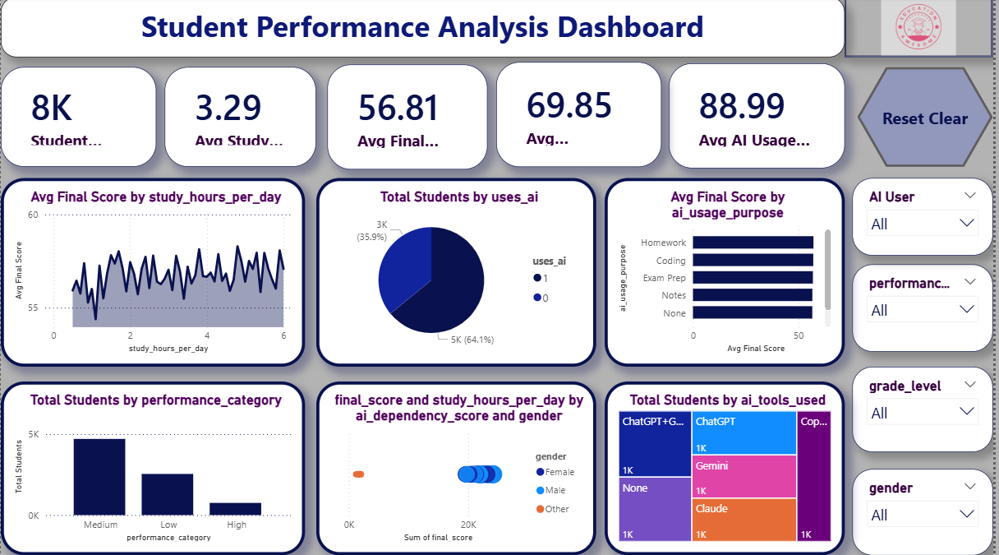 Student Performance Analysis Dashboard
EDUCATION
AWESOME
8K
Student...
3.29
Avg Study...
56.81
Avg Final...
69.85
Avg...
88.99
Avg AI Usage...
Reset Clear
Avg Final Score by study_hours_per_day
Avg Final Score
60
55
0
2
4
6
study_hours_per_day
Total Students by uses_ai
3K
(35.9%)
5K (64.1%)
uses_ai
1
0
Avg Final Score by
ai_usage_purpose
ai_usage_purpose
Homework
Coding
Exam Prep
Notes
None
0
50
Avg Final Score
AI User
All
performanc...
All
grade_level
All
gender
All
Total Students by performance_category
Total Students
5K
0K
Medium
Low
High
performance_category
final_score and study_hours_per_day by
ai_dependency_score and gender
0K
20K
Sum of final_score
gender
Female
Male
Other
Total Students by ai_tools_used
ChatGPT+G...
1K
None
1K
ChatGPT
1K
Gemini
1K
Claude
1K
Cop...
1K